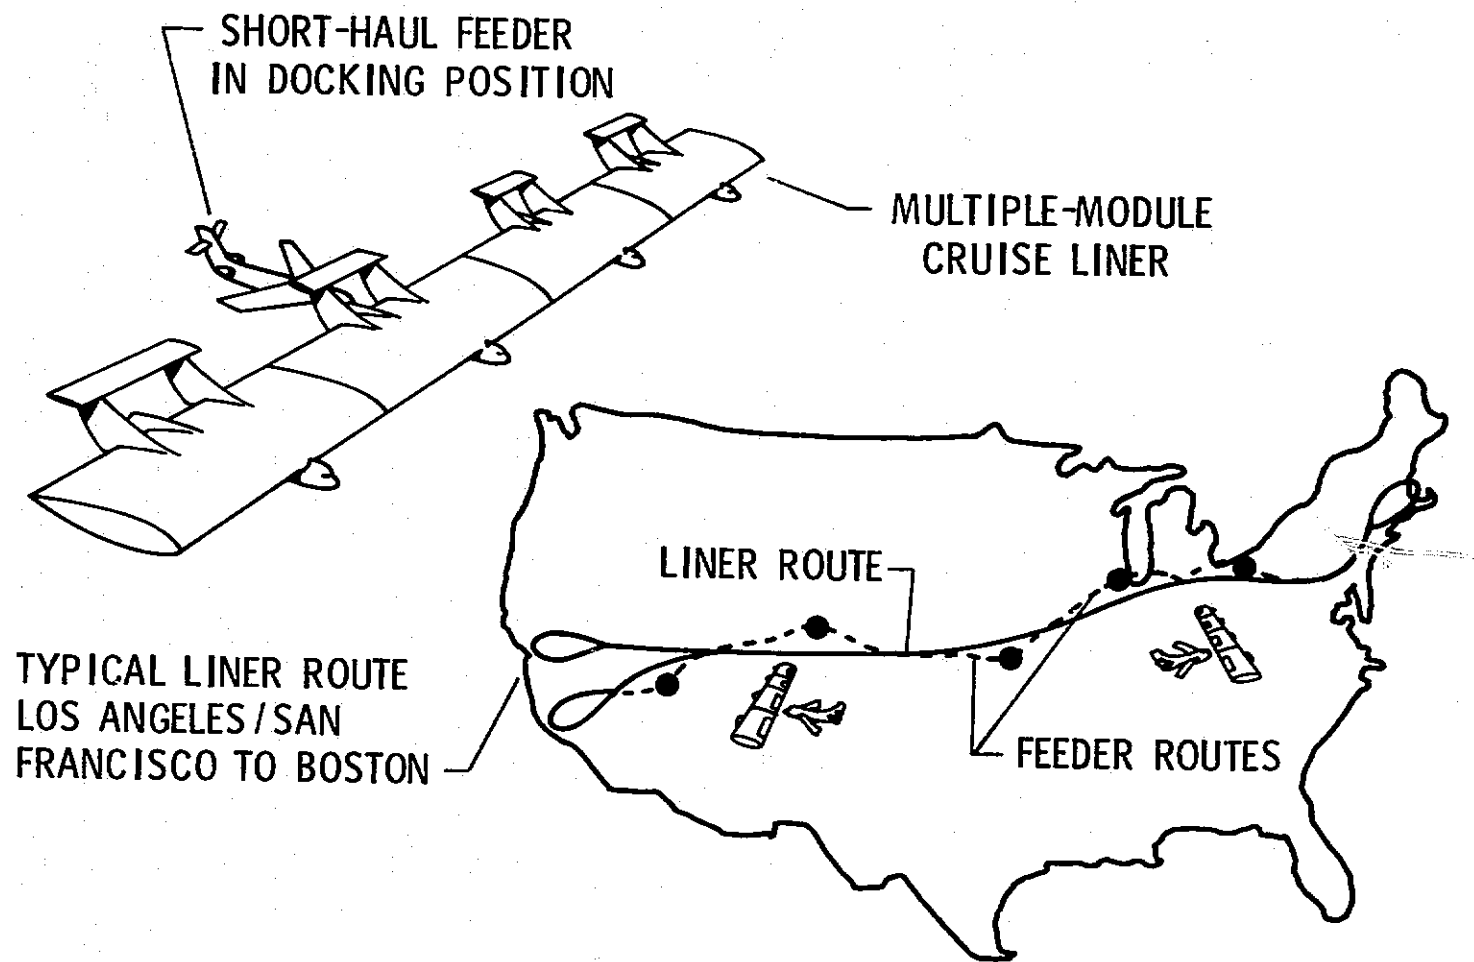 SHORT-HAUL FEEDER
IN DOCKING POSITION
MULTIPLE-MODULE
CRUISE LINER
LINER ROUTE
TYPICAL LINER ROUTE
LOS ANGELES/SAN
FRANCISCO TO BOSTON
FEEDER ROUTES